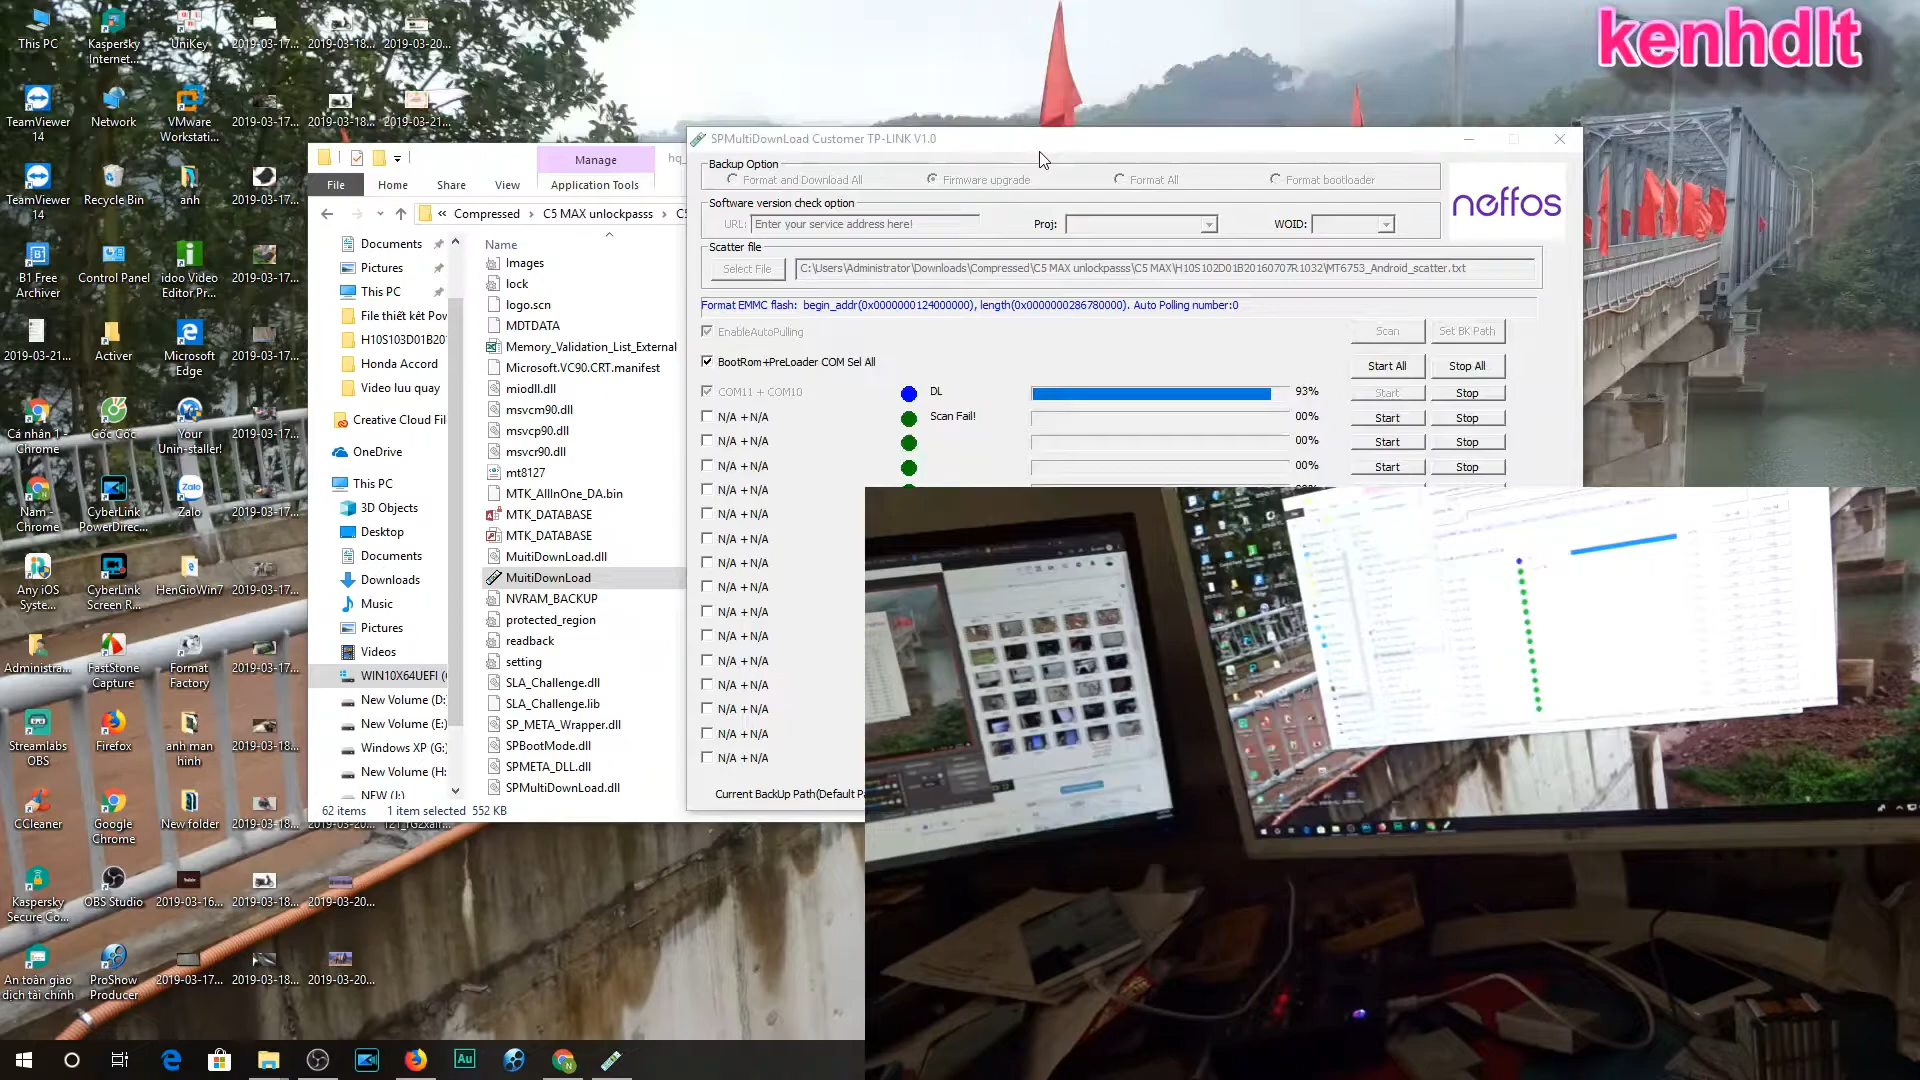 kenhdlt
This PC
Kaspersky Internet...
UniKey
2019-03-17...
2019-03-18...
2019-03-20...
TeamViewer 14
Network
VMware Workstati...
2019-03-17...
2019-03-18...
2019-03-21...
TeamViewer 14
Recycle Bin
anh
2019-03-17...
B1 Free Archiver
Control Panel
idoo Video Editor Pr...
2019-03-17...
2019-03-21...
Activer
Microsoft Edge
2019-03-17...
Cá nhân 1 - Chrome
Cốc Cốc
Your Unin-staller!
2019-03-17...
Nam - Chrome
CyberLink PowerDirec...
Zalo
2019-03-17...
Any iOS Syste...
CyberLink Screen R...
HenGioWin7
2019-03-17...
Administra...
FastStone Capture
Format Factory
2019-03-17...
Streamlabs OBS
Firefox
anh man hinh
2019-03-18...
CCleaner
Google Chrome
New folder
2019-03-18...
2019-03-20...
Kaspersky Secure Co...
OBS Studio
2019-03-16...
2019-03-18...
2019-03-20...
An toàn giao dịch tài chính
ProShow Producer
2019-03-17...
2019-03-18...
2019-03-20...
Manage
hq_
File
Home
Share
View
Application Tools
« Compressed › C5 MAX unlockpasss › C5
Documents
Pictures
This PC
File thiết kêt Pov
H10S103D01B20
Honda Accord
Video luu quay
Creative Cloud Fil
OneDrive
This PC
3D Objects
Desktop
Documents
Downloads
Music
Pictures
Videos
WIN10X64UEFI (
New Volume (D:
New Volume (E:)
Windows XP (G:)
New Volume (H:
NEW (I:)
Name
Images
lock
logo.scn
MDTDATA
Memory_Validation_List_External
Microsoft.VC90.CRT.manifest
miodll.dll
msvcm90.dll
msvcp90.dll
msvcr90.dll
mt8127
MTK_AllInOne_DA.bin
MTK_DATABASE
MTK_DATABASE
MuitiDownLoad.dll
MuitiDownLoad
NVRAM_BACKUP
protected_region
readback
setting
SLA_Challenge.dll
SLA_Challenge.lib
SP_META_Wrapper.dll
SPBootMode.dll
SPMETA_DLL.dll
SPMultiDownLoad.dll
62 items 1 item selected 552 KB
SPMultiDownLoad Customer TP-LINK V1.0
Backup Option
Format and Download All
Firmware upgrade
Format All
Format bootloader
neffos
Software version check option
URL: Enter your service address here!
Proj:
WOID:
Scatter file
Select File
C:\Users\Administrator\Downloads\Compressed\C5 MAX unlockpasss\C5 MAX\H10S102D01B20160707R1032\MT6753_Android_scatter.txt
Format EMMC flash: begin_addr(0x0000000124000000), length(0x0000000286780000). Auto Polling number:0
EnableAutoPolling
Scan
Set BK Path
BootRom+PreLoader COM Sel All
Start All
Stop All
COM11 + COM10 DL 93% Start Stop
N/A +N/A Scan Fail! 00% Start Stop
N/A +N/A 00% Start Stop
N/A +N/A 00% Start Stop
N/A +N/A
N/A +N/A
N/A +N/A
N/A +N/A
N/A +N/A
N/A +N/A
N/A +N/A
N/A +N/A
N/A +N/A
N/A +N/A
N/A +N/A
N/A +N/A
Current BackUp Path(Default Pa